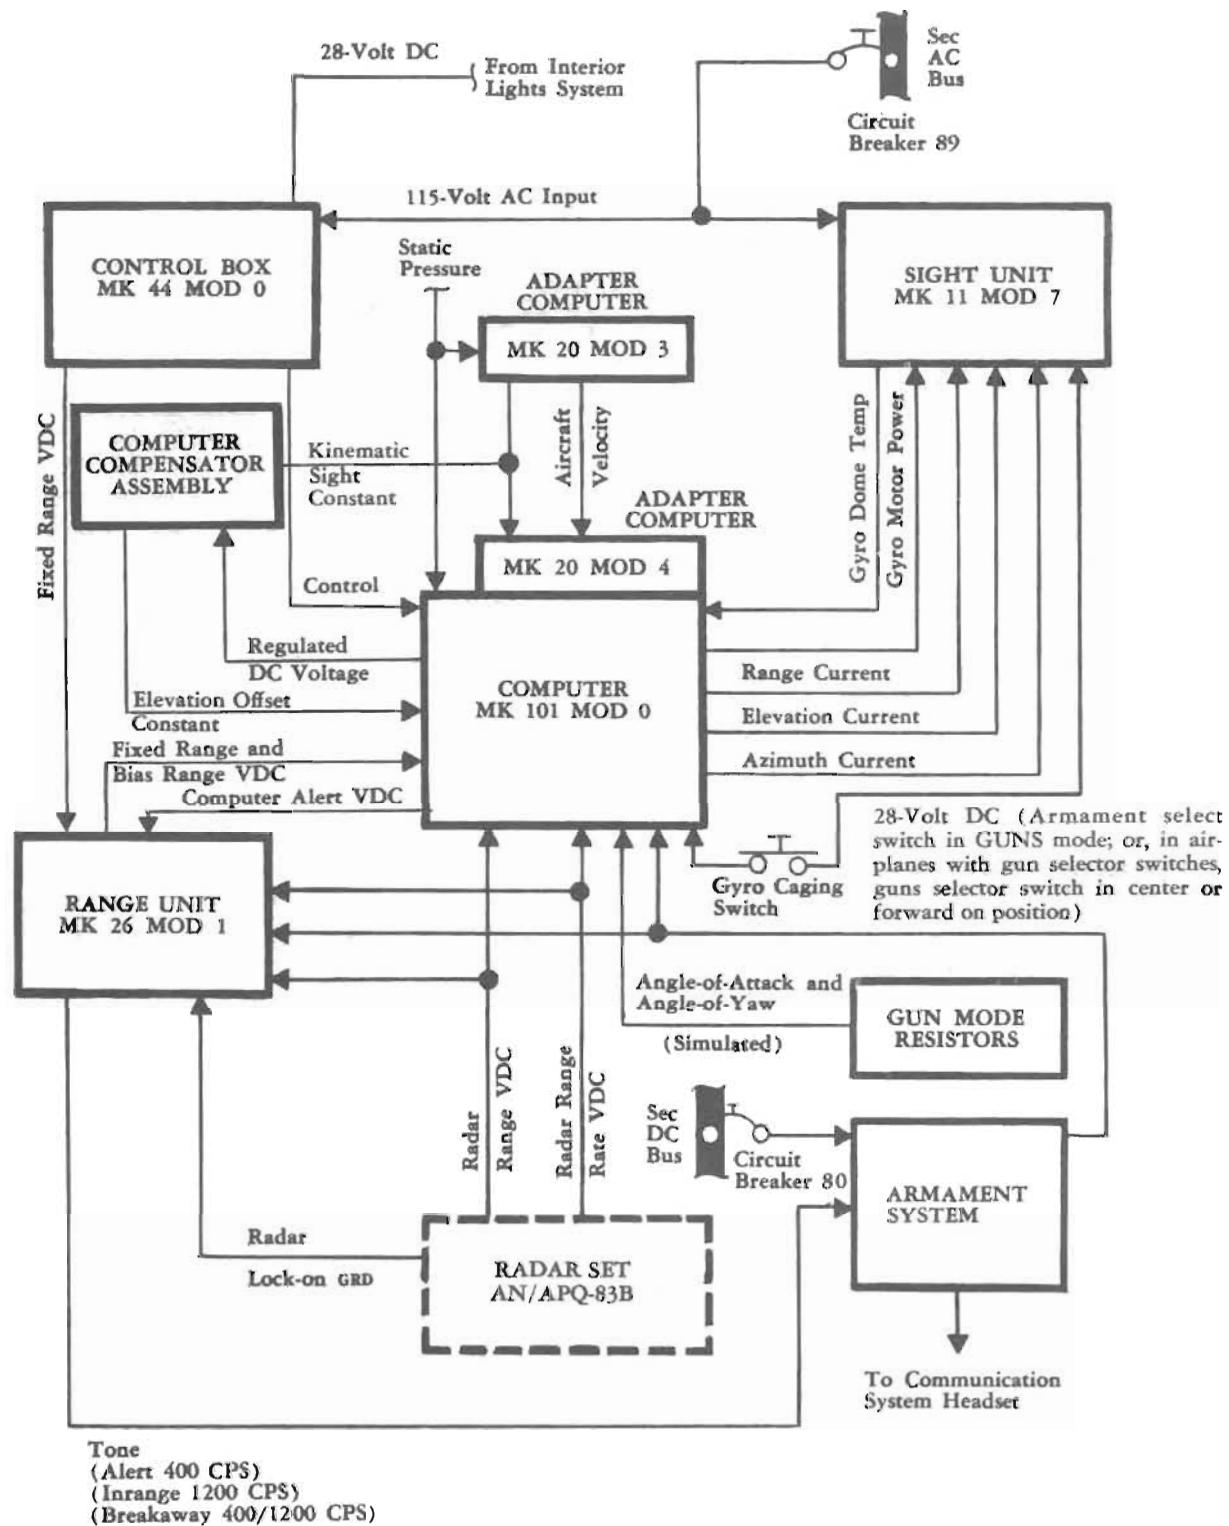 28-Volt DC
From Interior
Lights System
Sec
AC
Bus
Circuit
Breaker 89
115-Volt AC Input
CONTROL BOX
MK 44 MOD 0
Static
Pressure
ADAPTER
COMPUTER
MK 20 MOD 3
SIGHT UNIT
MK 11 MOD 7
Fixed Range VDC
COMPUTER
COMPENSATOR
ASSEMBLY
Kinematic
Sight
Constant
Aircraft
Velocity
ADAPTER
COMPUTER
MK 20 MOD 4
Gyro Dome Temp
Gyro Motor Power
Control
Regulated
DC Voltage
Elevation Offset
Constant
Fixed Range and
Bias Range VDC
Computer Alert VDC
COMPUTER
MK 101 MOD 0
Range Current
Elevation Current
Azimuth Current
28-Volt DC (Armament select
switch in GUNS mode; or, in air-
planes with gun selector switches,
guns selector switch in center or
forward on position)
Gyro Caging
Switch
RANGE UNIT
MK 26 MOD 1
Angle-of-Attack and
Angle-of-Yaw
(Simulated)
GUN MODE
RESISTORS
Radar
Range VDC
Radar Range
Rate VDC
Sec
DC
Bus
Circuit
Breaker 80
ARMAMENT
SYSTEM
Radar
Lock-on GRD
RADAR SET
AN/APQ-83B
To Communication
System Headset
Tone
(Alert 400 CPS)
(Inrange 1200 CPS)
(Breakaway 400/1200 CPS)